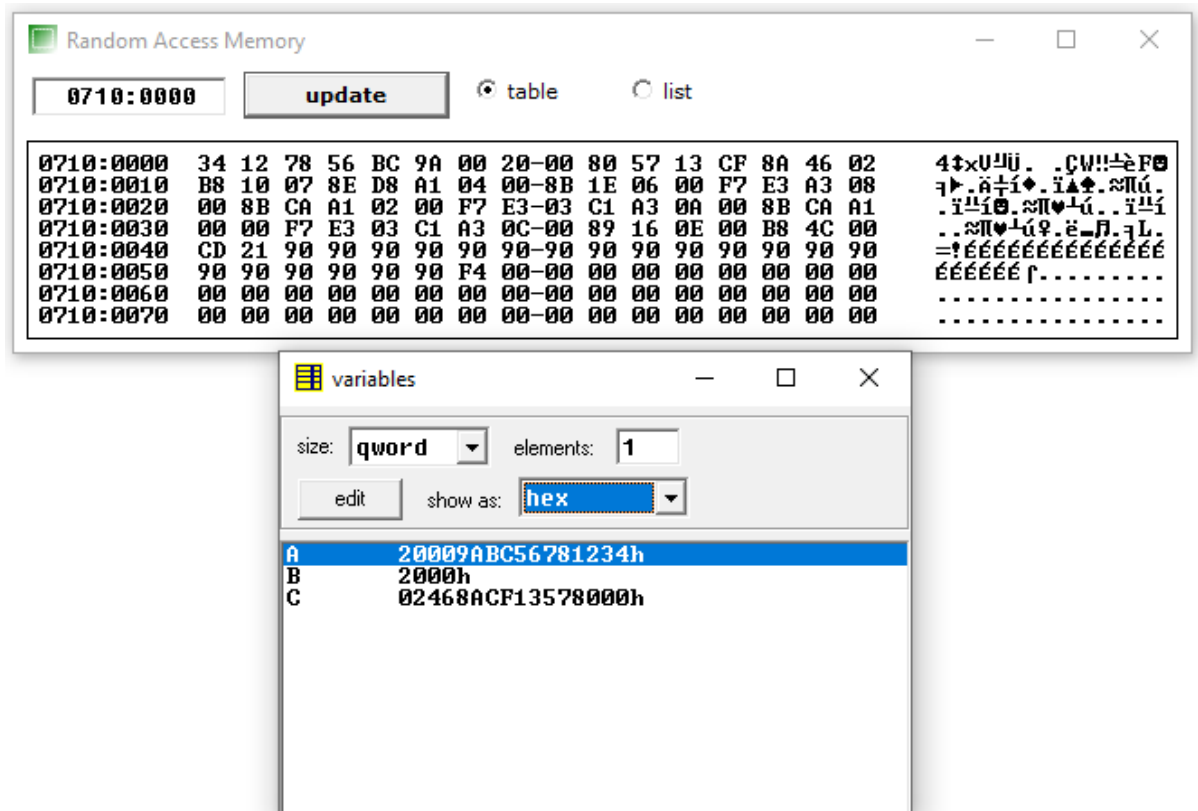 Random Access Memory
0710:0000 update table list
0710:0000 34 12 78 56 BC 9A 00 20-00 80 57 13 CF 8A 46 02 4↕xV╝Ü. .ÇW‼╧èF☻
0710:0010 B8 10 07 8E D8 A1 04 00-8B 1E 06 00 F7 E3 A3 08 ╕►.Ä╪í♦.ï▲♠.≈πú.
0710:0020 00 8B CA A1 02 00 F7 E3-03 C1 A3 0A 00 8B CA A1 .ï╩í☻.≈π♥┴ú..ï╩í
0710:0030 00 00 F7 E3 03 C1 A3 0C-00 89 16 0E 00 B8 4C 00 ..≈π♥┴ú♀.ë▬♫.╕L.
0710:0040 CD 21 90 90 90 90 90 90-90 90 90 90 90 90 90 90 ═!ÉÉÉÉÉÉÉÉÉÉÉÉÉÉ
0710:0050 90 90 90 90 90 90 F4 00-00 00 00 00 00 00 00 00 ÉÉÉÉÉÉ⌠.........
0710:0060 00 00 00 00 00 00 00 00-00 00 00 00 00 00 00 00 ................
0710:0070 00 00 00 00 00 00 00 00-00 00 00 00 00 00 00 00 ................
variables
size: qword elements: 1
edit show as: hex
A 20009ABC56781234h
B 2000h
C 02468ACF13578000h